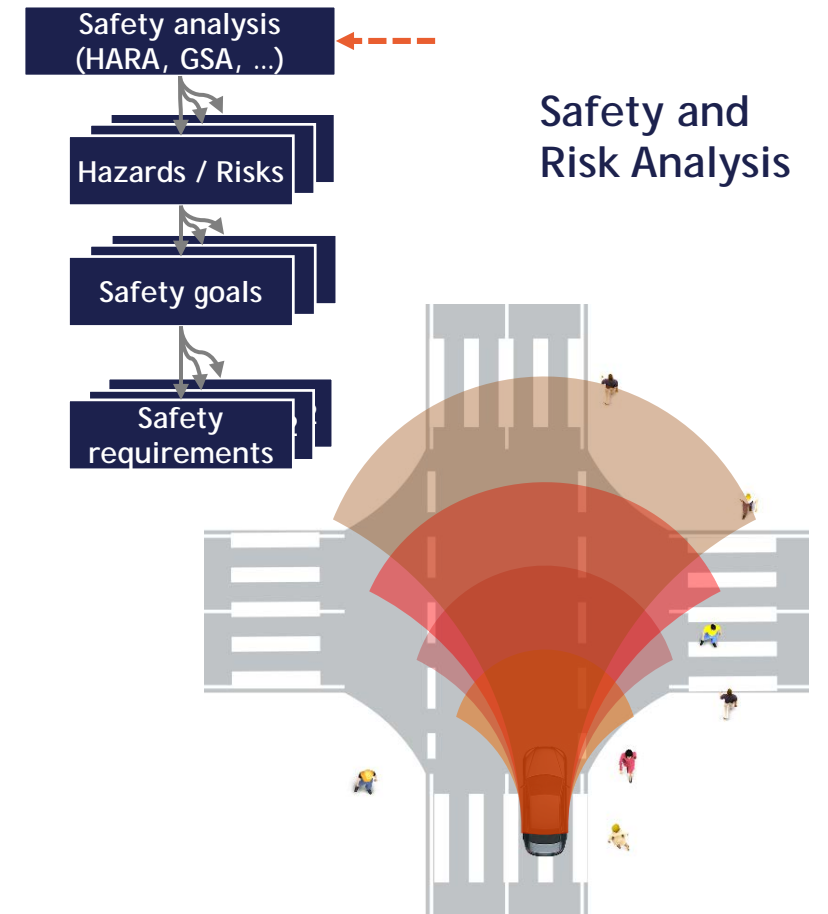 Safety analysis
(HARA, GSA, …)
Safety and
Risk Analysis
Hazards / Risks
Safety goals
Safety
requirements